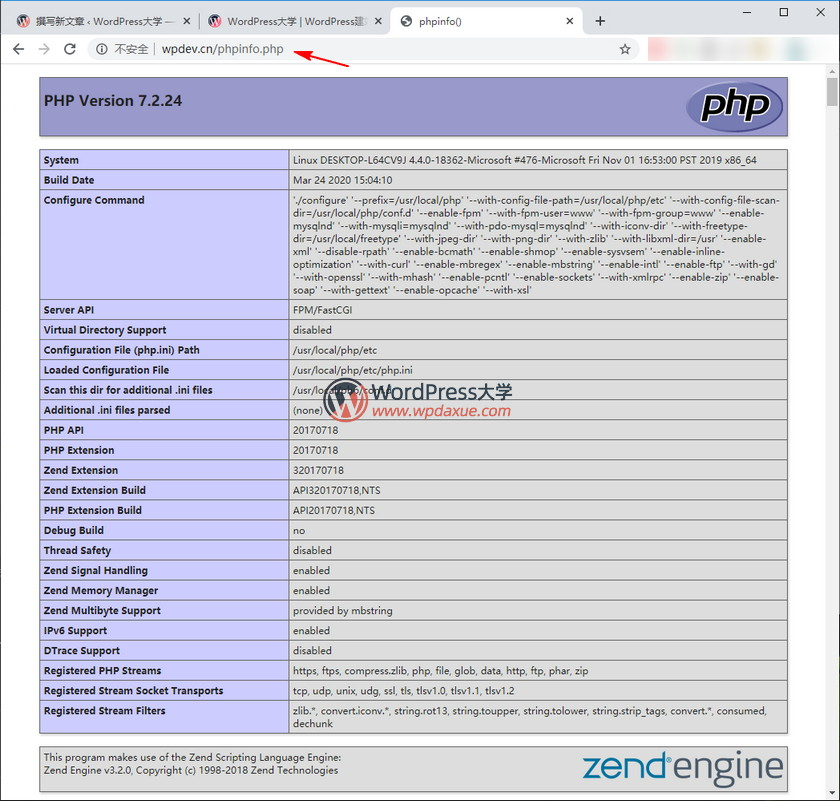 撰写新文章 ‹ WordPress大学 —
WordPress大学 | WordPress建
phpinfo()
不安全 | wpdev.cn/phpinfo.php
PHP Version 7.2.24
php
System Linux DESKTOP-L64CV9J 4.4.0-18362-Microsoft #476-Microsoft Fri Nov 01 16:53:00 PST 2019 x86_64
Build Date Mar 24 2020 15:04:10
Configure Command './configure' '--prefix=/usr/local/php' '--with-config-file-path=/usr/local/php/etc' '--with-config-file-scan-
dir=/usr/local/php/conf.d' '--enable-fpm' '--with-fpm-user=www' '--with-fpm-group=www' '--enable-
mysqlnd' '--with-mysqli=mysqlnd' '--with-pdo-mysql=mysqlnd' '--with-iconv-dir' '--with-freetype-
dir=/usr/local/freetype' '--with-jpeg-dir' '--with-png-dir' '--with-zlib' '--with-libxml-dir=/usr' '--enable-
xml' '--disable-rpath' '--enable-bcmath' '--enable-shmop' '--enable-sysvsem' '--enable-inline-
optimization' '--with-curl' '--enable-mbregex' '--enable-mbstring' '--enable-intl' '--enable-ftp' '--with-gd'
'--with-openssl' '--with-mhash' '--enable-pcntl' '--enable-sockets' '--with-xmlrpc' '--enable-zip' '--enable-
soap' '--with-gettext' '--enable-opcache' '--with-xsl'
Server API FPM/FastCGI
Virtual Directory Support disabled
Configuration File (php.ini) Path /usr/local/php/etc
Loaded Configuration File /usr/local/php/etc/php.ini
Scan this dir for additional .ini files /usr/local/php/conf.d
WordPress大学
www.wpdaxue.com
Additional .ini files parsed (none)
PHP API 20170718
PHP Extension 20170718
Zend Extension 320170718
Zend Extension Build API320170718,NTS
PHP Extension Build API20170718,NTS
Debug Build no
Thread Safety disabled
Zend Signal Handling enabled
Zend Memory Manager enabled
Zend Multibyte Support provided by mbstring
IPv6 Support enabled
DTrace Support disabled
Registered PHP Streams https, ftps, compress.zlib, php, file, glob, data, http, ftp, phar, zip
Registered Stream Socket Transports tcp, udp, unix, udg, ssl, tls, tlsv1.0, tlsv1.1, tlsv1.2
Registered Stream Filters zlib.*, convert.iconv.*, string.rot13, string.toupper, string.tolower, string.strip_tags, convert.*, consumed,
dechunk
This program makes use of the Zend Scripting Language Engine:
Zend Engine v3.2.0, Copyright (c) 1998-2018 Zend Technologies
zend engine